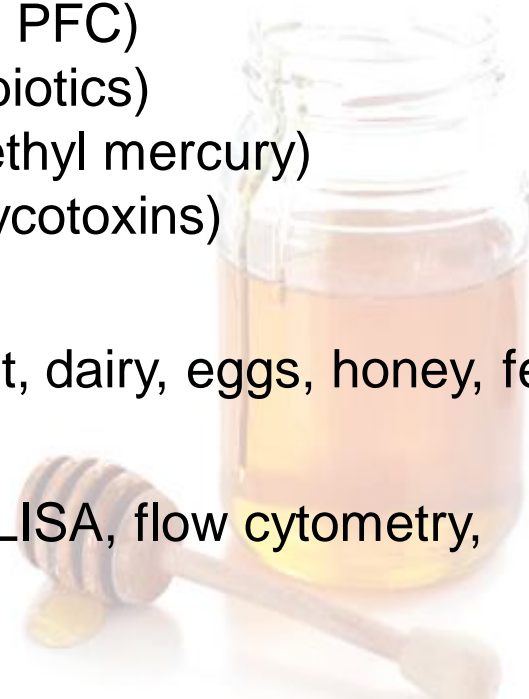 PFC)
biotics)
ethyl mercury)
ycotoxins)
t, dairy, eggs, honey, fe
LISA, flow cytometry,